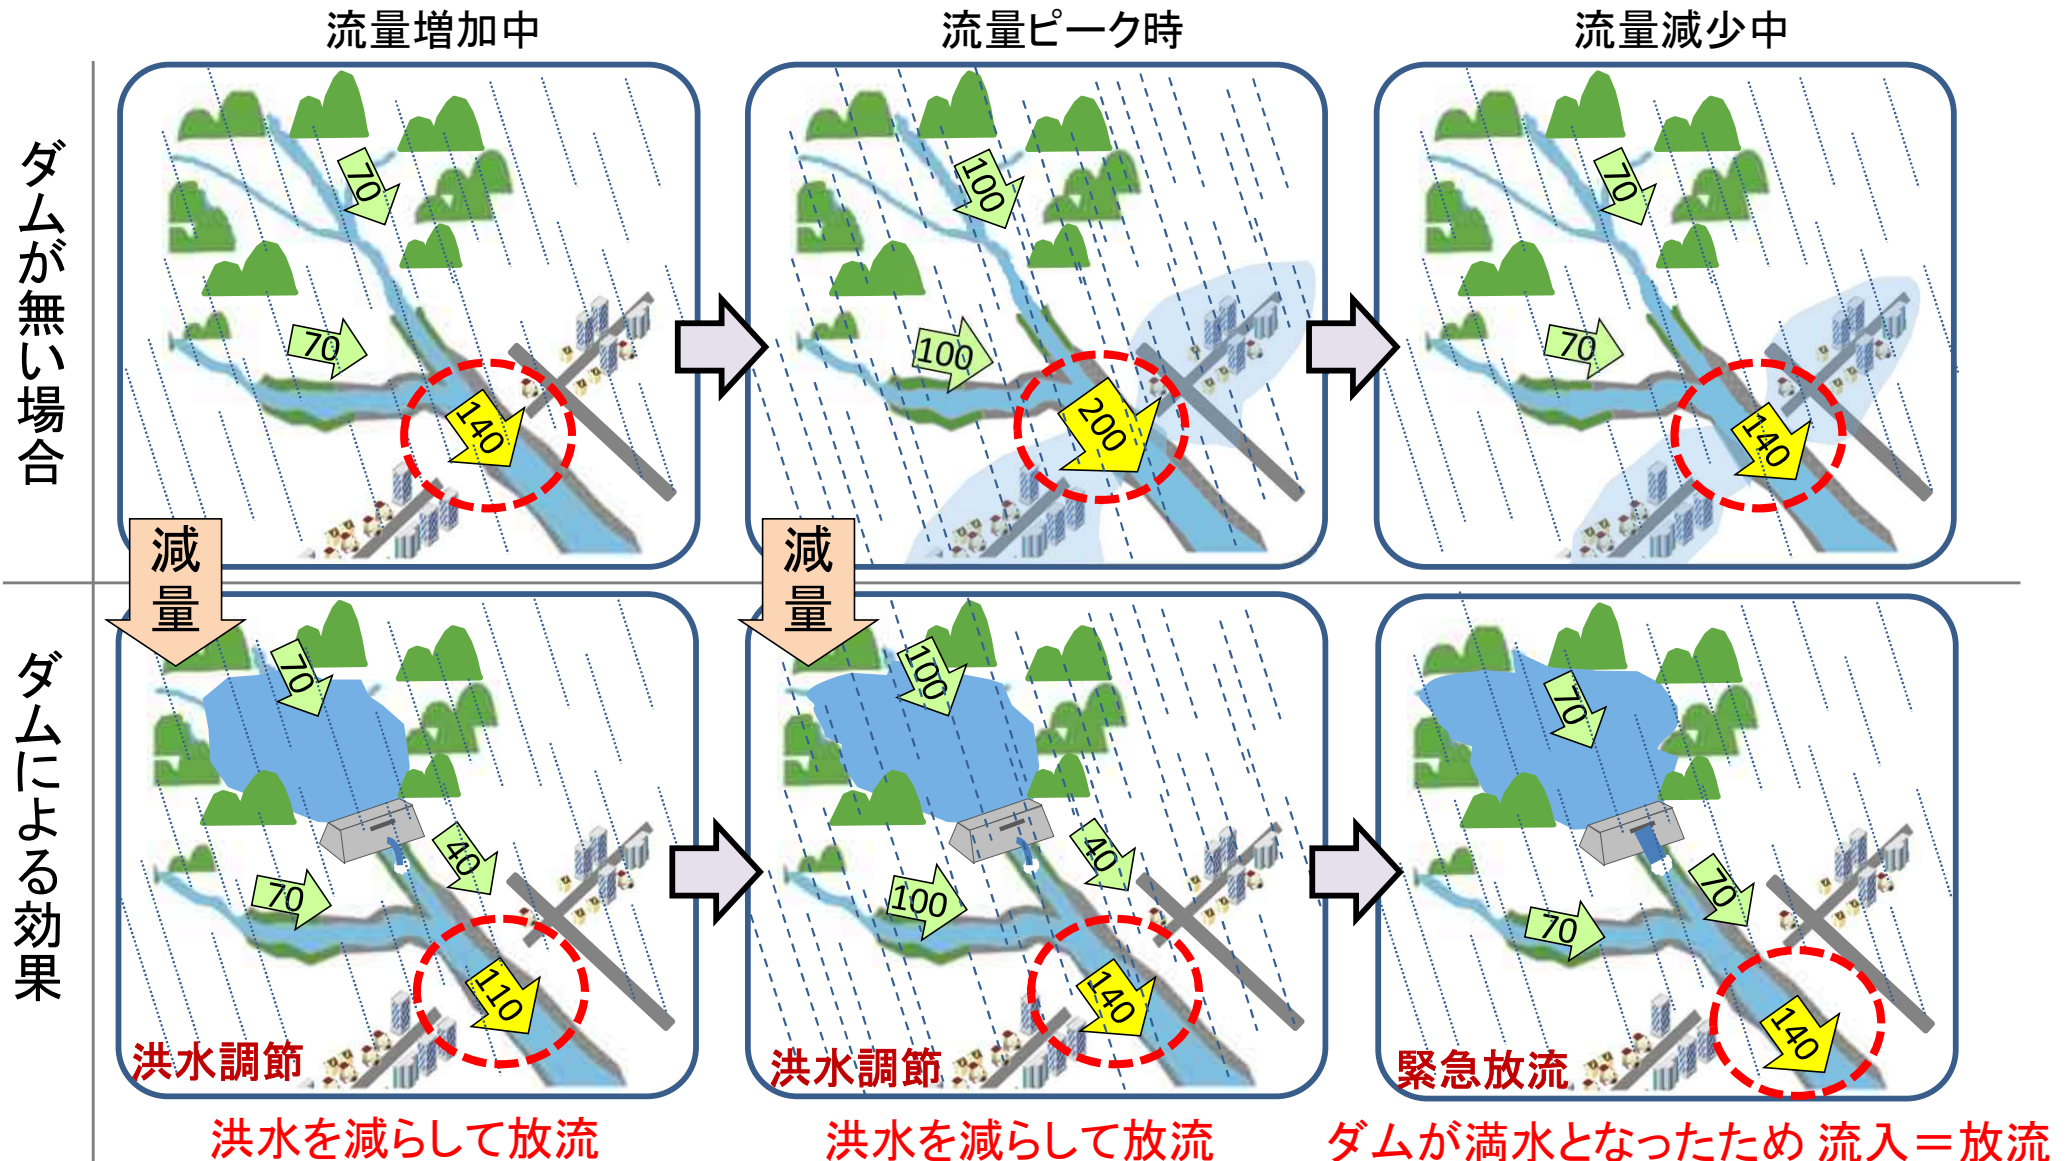 流量増加中
流量ピーク時
流量減少中
ダムが無い場合
70
70
140
100
100
200
70
70
140
減量
減量
ダムによる効果
70
40
70
110
洪水調節
100
40
100
140
洪水調節
70
70
70
140
緊急放流
洪水を減らして放流
洪水を減らして放流
ダムが満水となったため 流入＝放流